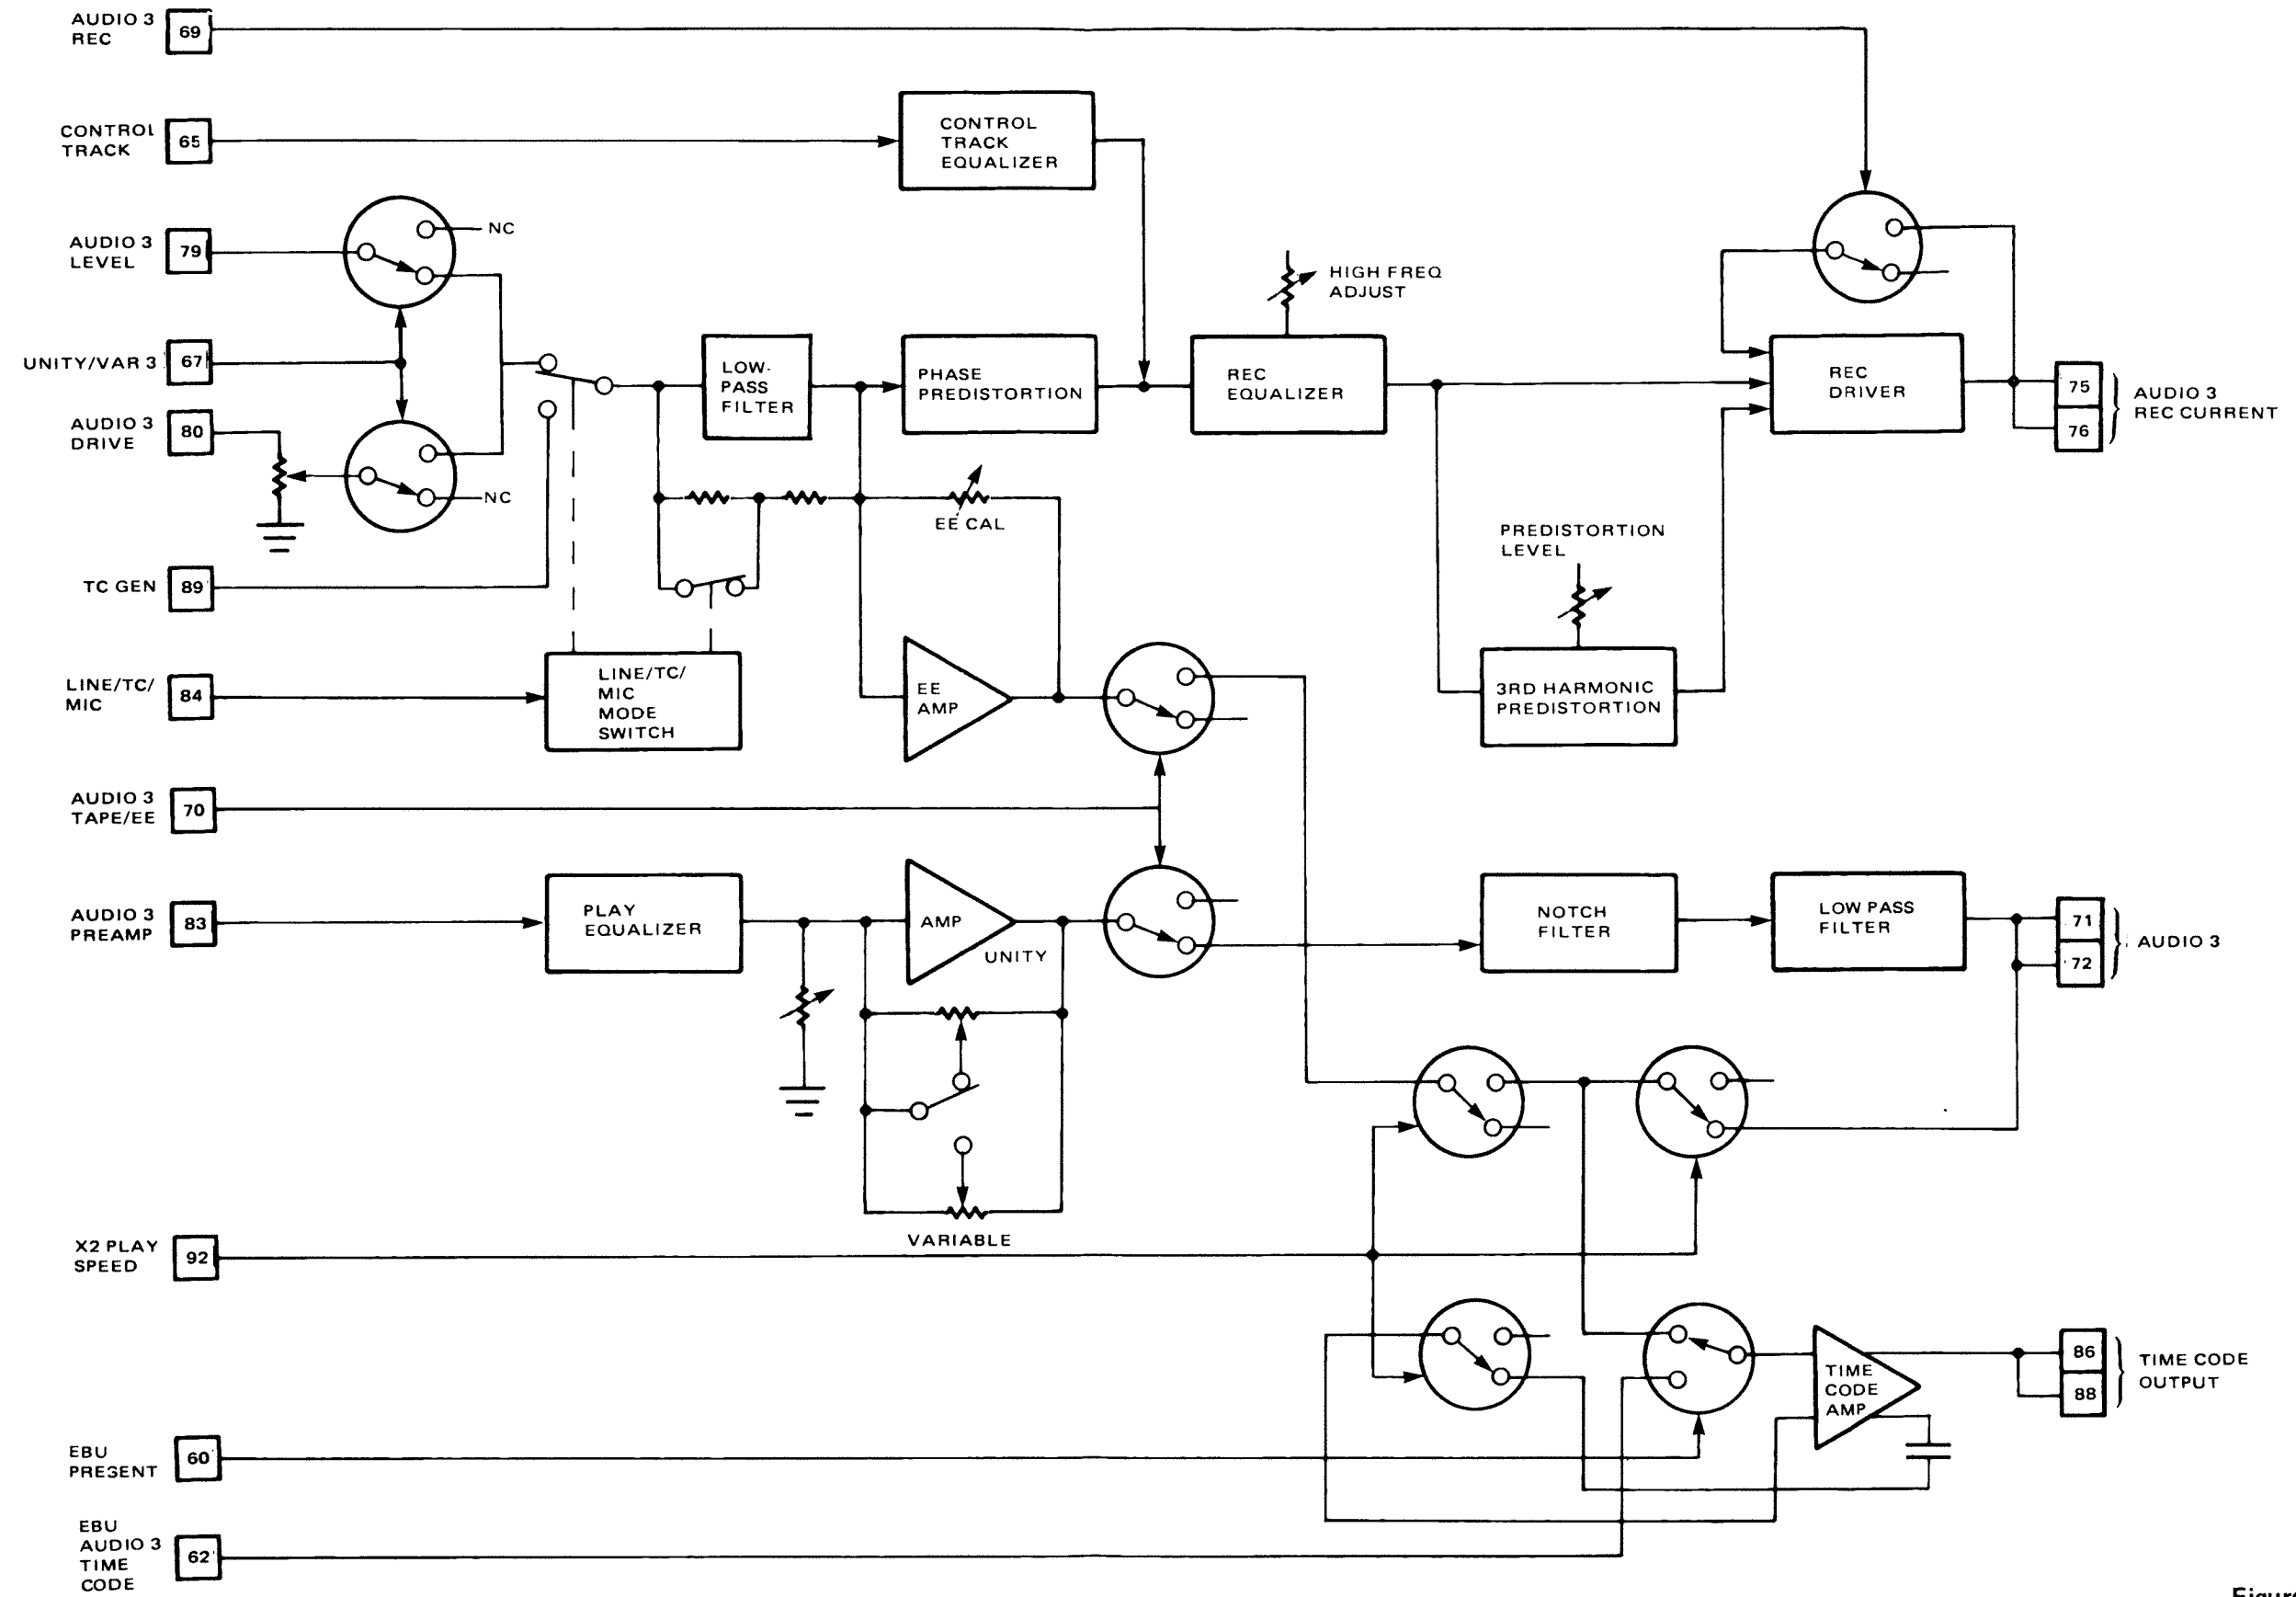 AUDIO 3
REC
69
CONTROL
TRACK
65
CONTROL
TRACK
EQUALIZER
AUDIO 3
LEVEL
79
NC
HIGH FREQ
ADJUST
UNITY/VAR 3
67
LOW-
PASS
FILTER
PHASE
PREDISTORTION
REC
EQUALIZER
REC
DRIVER
75
76
AUDIO 3
REC CURRENT
AUDIO 3
DRIVE
80
NC
EE CAL
PREDISTORTION
LEVEL
TC GEN
89
LINE/TC/
MIC
84
LINE/TC/
MIC
MODE
SWITCH
EE
AMP
3RD HARMONIC
PREDISTORTION
AUDIO 3
TAPE/EE
70
AUDIO 3
PREAMP
83
PLAY
EQUALIZER
AMP
UNITY
NOTCH
FILTER
LOW PASS
FILTER
71
72
AUDIO 3
VARIABLE
X2 PLAY
SPEED
92
TIME
CODE
AMP
86
88
TIME CODE
OUTPUT
EBU
PRESENT
60
EBU
AUDIO 3
TIME
CODE
62